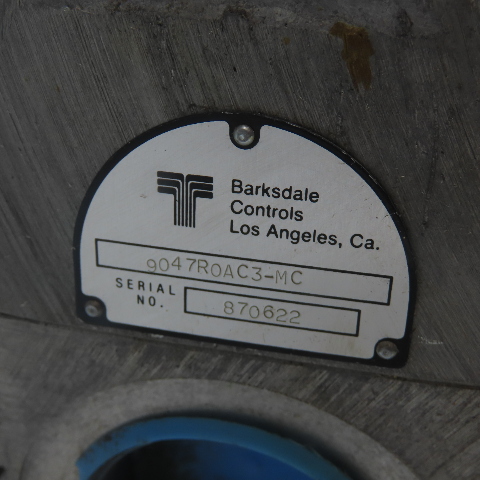 Barksdale
Controls
Los Angeles, Ca.
9047R0AC3-MC
SERIAL
NO.
870622